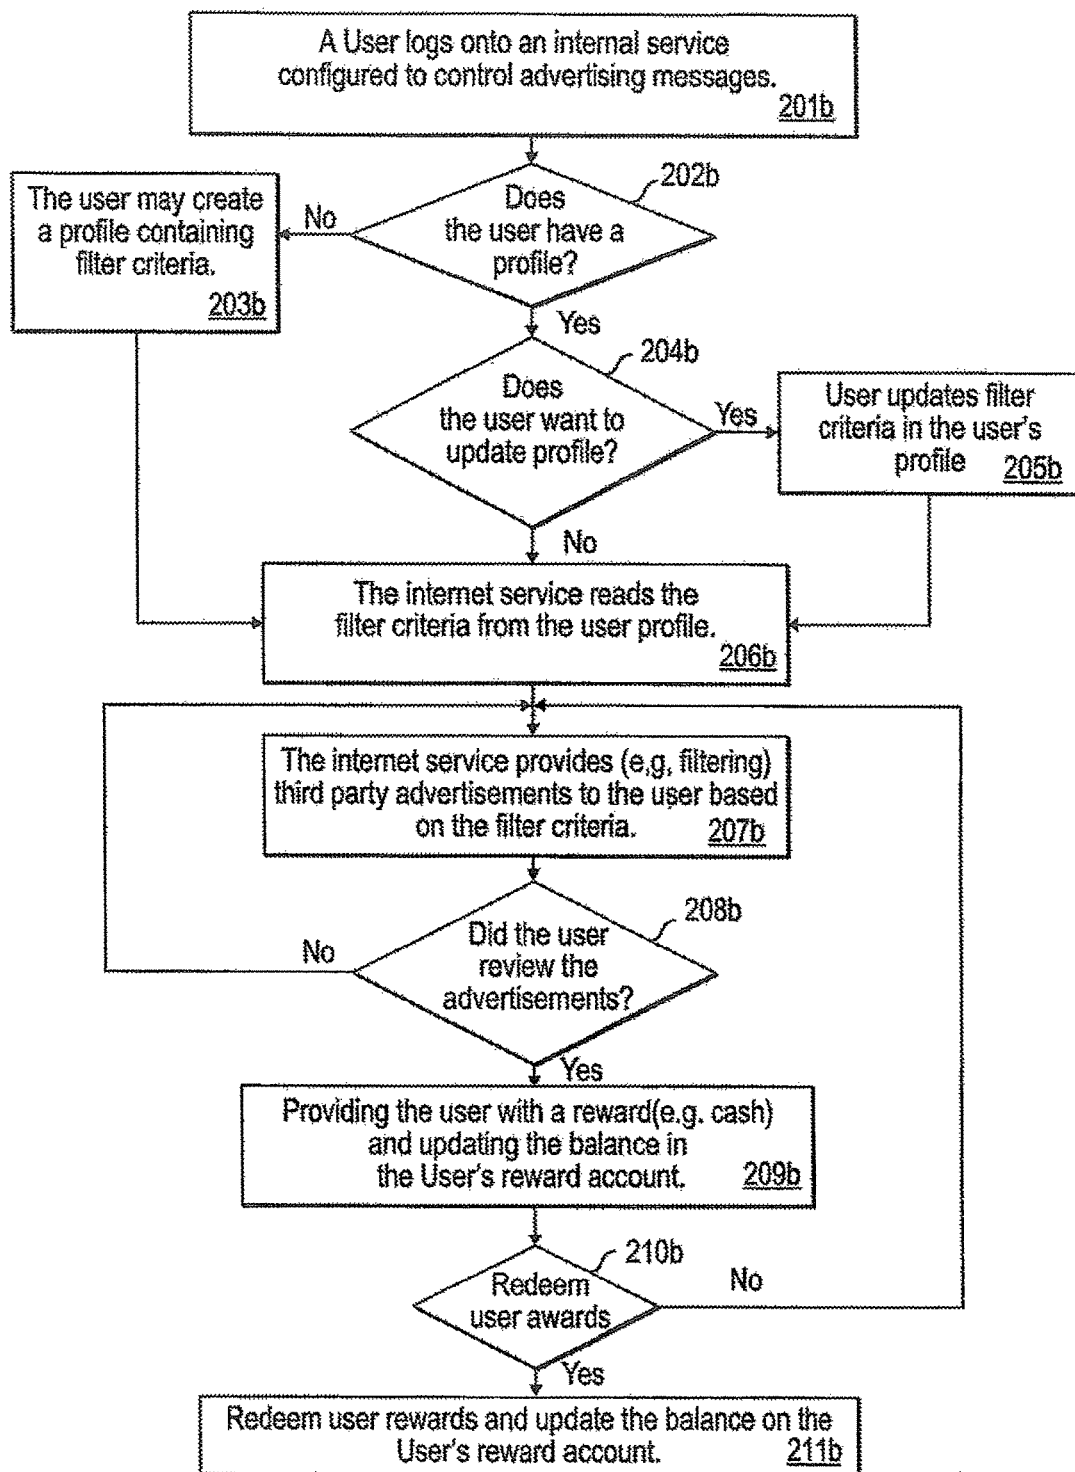 A User logs onto an internal service
configured to control advertising messages.
201b
202b
Does
the user have a
profile?
No
The user may create
a profile containing
filter criteria.
203b
Yes
204b
Does
the user want to
update profile?
Yes
User updates filter
criteria in the user's
profile 205b
No
The internet service reads the
filter criteria from the user profile.
206b
The internet service provides (e.g, filtering)
third party advertisements to the user based
on the filter criteria. 207b
208b
Did the user
review the
advertisements?
No
Yes
Providing the user with a reward(e.g. cash)
and updating the balance in
the User's reward account. 209b
210b
Redeem
user awards
No
Yes
Redeem user rewards and update the balance on the
User's reward account. 211b